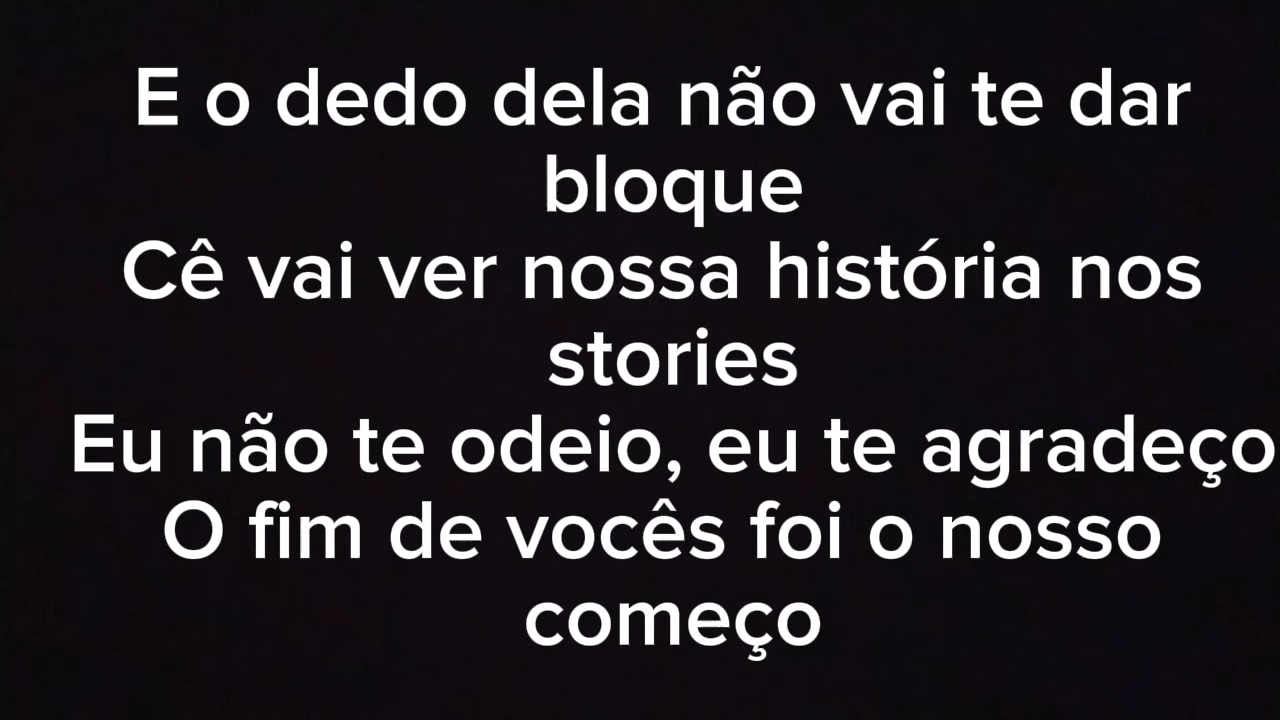 E o dedo dela não vai te dar
bloque
Cê vai ver nossa história nos
stories
Eu não te odeio, eu te agradeço
O fim de vocês foi o nosso
começo